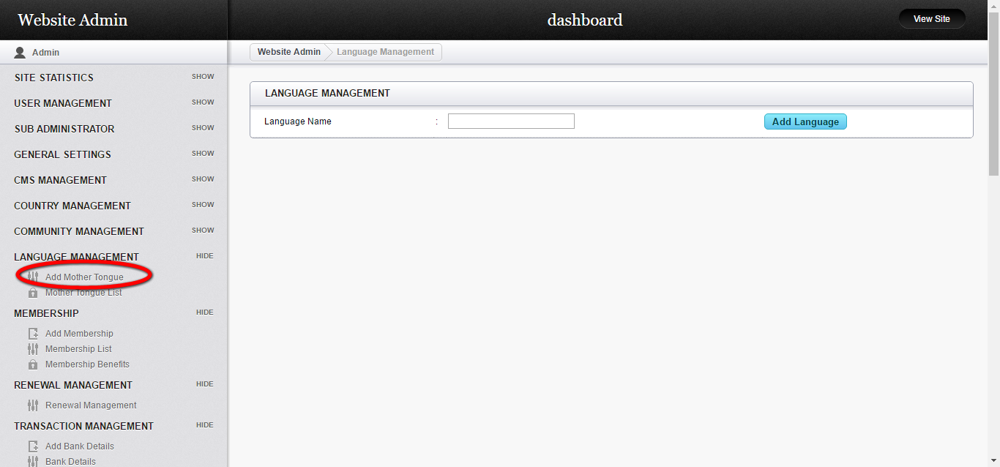 Website Admin
dashboard
View Site
Admin
Website Admin
Language Management
SITE STATISTICS
SHOW
USER MANAGEMENT
SHOW
SUB ADMINISTRATOR
SHOW
GENERAL SETTINGS
SHOW
CMS MANAGEMENT
SHOW
COUNTRY MANAGEMENT
SHOW
COMMUNITY MANAGEMENT
SHOW
LANGUAGE MANAGEMENT
HIDE
Add Mother Tongue
Mother Tongue List
MEMBERSHIP
HIDE
Add Membership
Membership List
Membership Benefits
RENEWAL MANAGEMENT
HIDE
Renewal Management
TRANSACTION MANAGEMENT
HIDE
Add Bank Details
Bank Details
LANGUAGE MANAGEMENT
Language Name :
Add Language